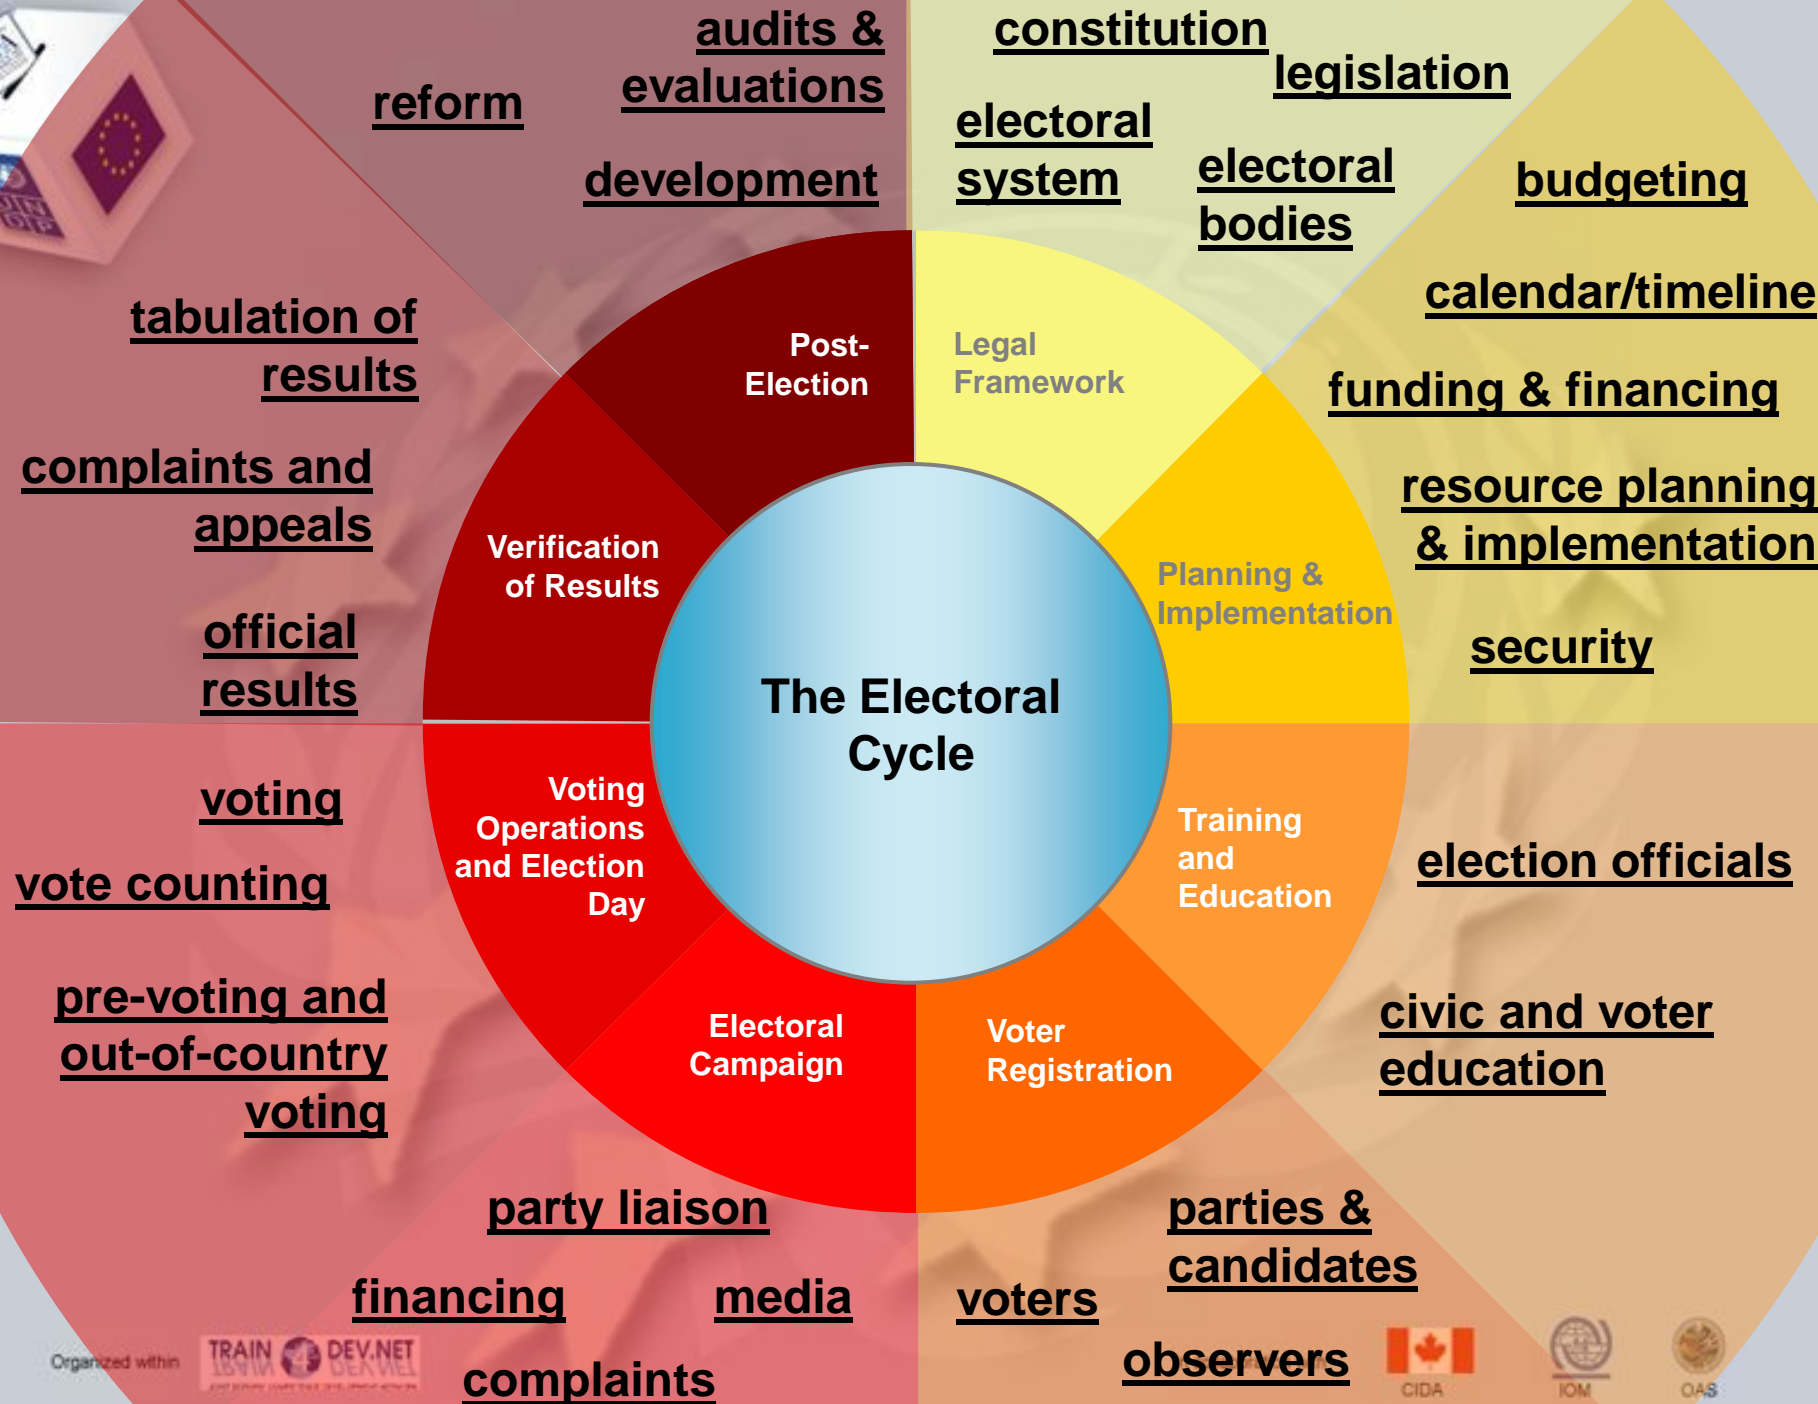 audits &
evaluations
reform
development
constitution
legislation
electoral
system
electoral
bodies
budgeting
calendar/timeline
funding & financing
resource planning
& implementation
security
tabulation of
results
complaints and
appeals
official
results
Post-
Election
Legal
Framework
Verification
of Results
Planning &
Implementation
The Electoral
Cycle
Voting
Operations
and Election
Day
Training
and
Education
Electoral
Campaign
Voter
Registration
voting
vote counting
pre-voting and
out-of-country
voting
election officials
civic and voter
education
party liaison
financing
media
complaints
parties &
candidates
voters
observers
Organized within
TRAIN 4 DEV.NET
CIDA
IOM
OAS